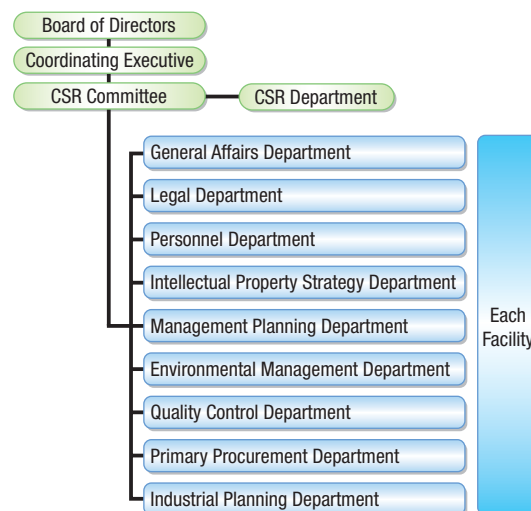 Board of Directors
Coordinating Executive
CSR Committee
CSR Department
General Affairs Department
Legal Department
Personnel Department
Intellectual Property Strategy Department
Management Planning Department
Environmental Management Department
Quality Control Department
Primary Procurement Department
Industrial Planning Department
Each
Facility